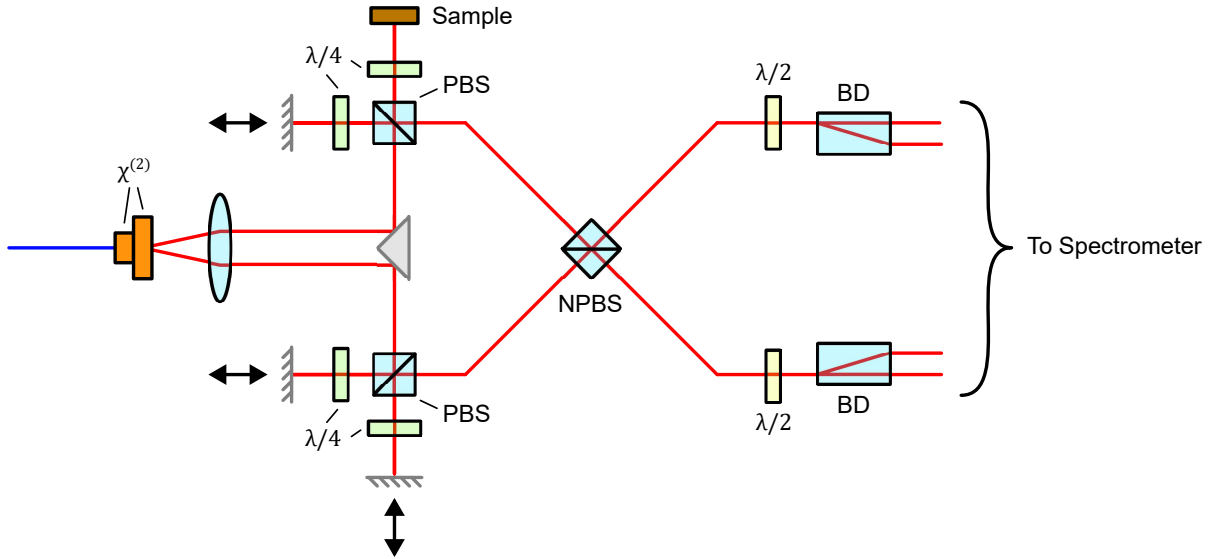 Sample
λ/4
PBS
λ/2
BD
χ⁽²⁾
To Spectrometer
NPBS
PBS
λ/4
BD
λ/2